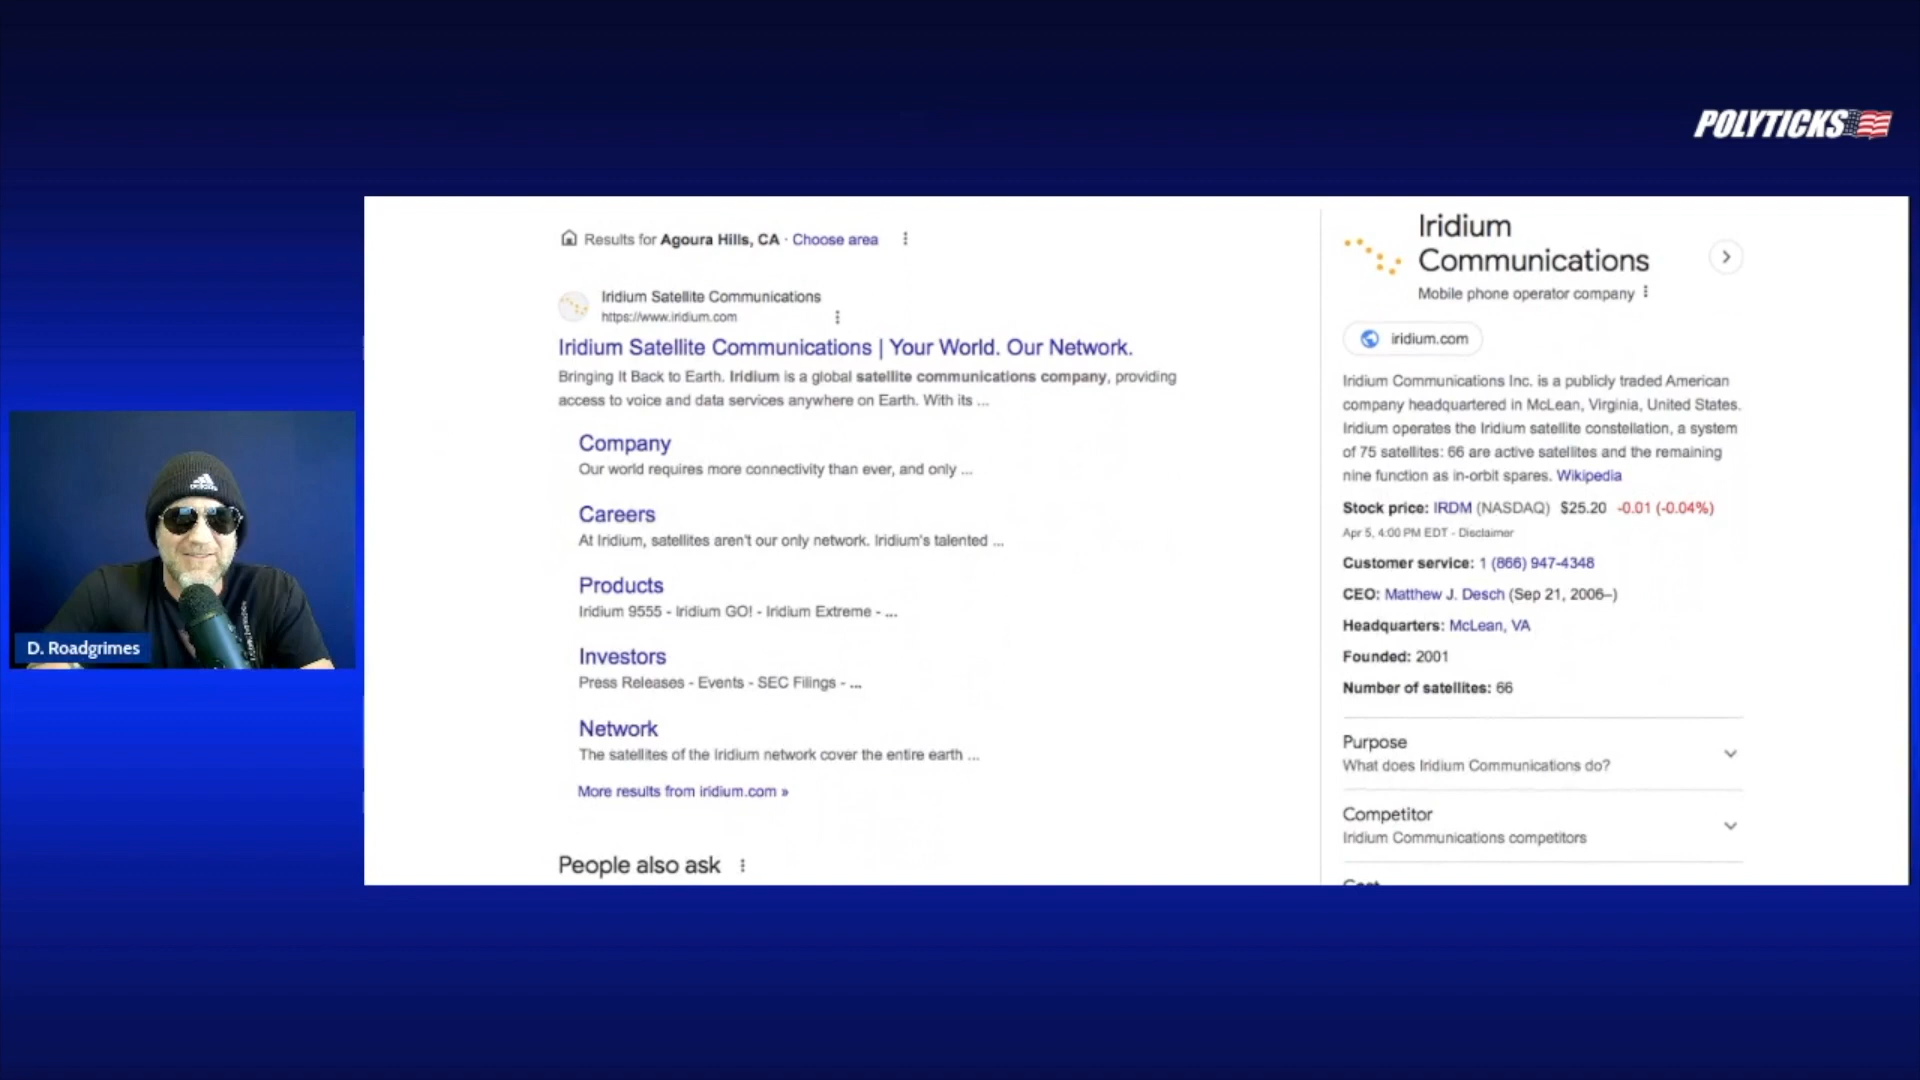 POLYTICKS
Results for Agoura Hills, CA · Choose area
Iridium Satellite Communications
https://www.iridium.com
Iridium Satellite Communications | Your World. Our Network.
Bringing It Back to Earth. Iridium is a global satellite communications company, providing
access to voice and data services anywhere on Earth. With its ...
Company
Our world requires more connectivity than ever, and only ...
Careers
At Iridium, satellites aren't our only network. Iridium's talented ...
Products
Iridium 9555 - Iridium GO! - Iridium Extreme - ...
Investors
Press Releases - Events - SEC Filings - ...
Network
The satellites of the Iridium network cover the entire earth ...
More results from iridium.com »
People also ask
Iridium
Communications
Mobile phone operator company
iridium.com
Iridium Communications Inc. is a publicly traded American
company headquartered in McLean, Virginia, United States.
Iridium operates the Iridium satellite constellation, a system
of 75 satellites: 66 are active satellites and the remaining
nine function as in-orbit spares. Wikipedia
Stock price: IRDM (NASDAQ) $25.20 -0.01 (-0.04%)
Apr 5, 4:00 PM EDT - Disclaimer
Customer service: 1 (866) 947-4348
CEO: Matthew J. Desch (Sep 21, 2006–)
Headquarters: McLean, VA
Founded: 2001
Number of satellites: 66
Purpose
What does Iridium Communications do?
Competitor
Iridium Communications competitors
adidas
D. Roadgrimes